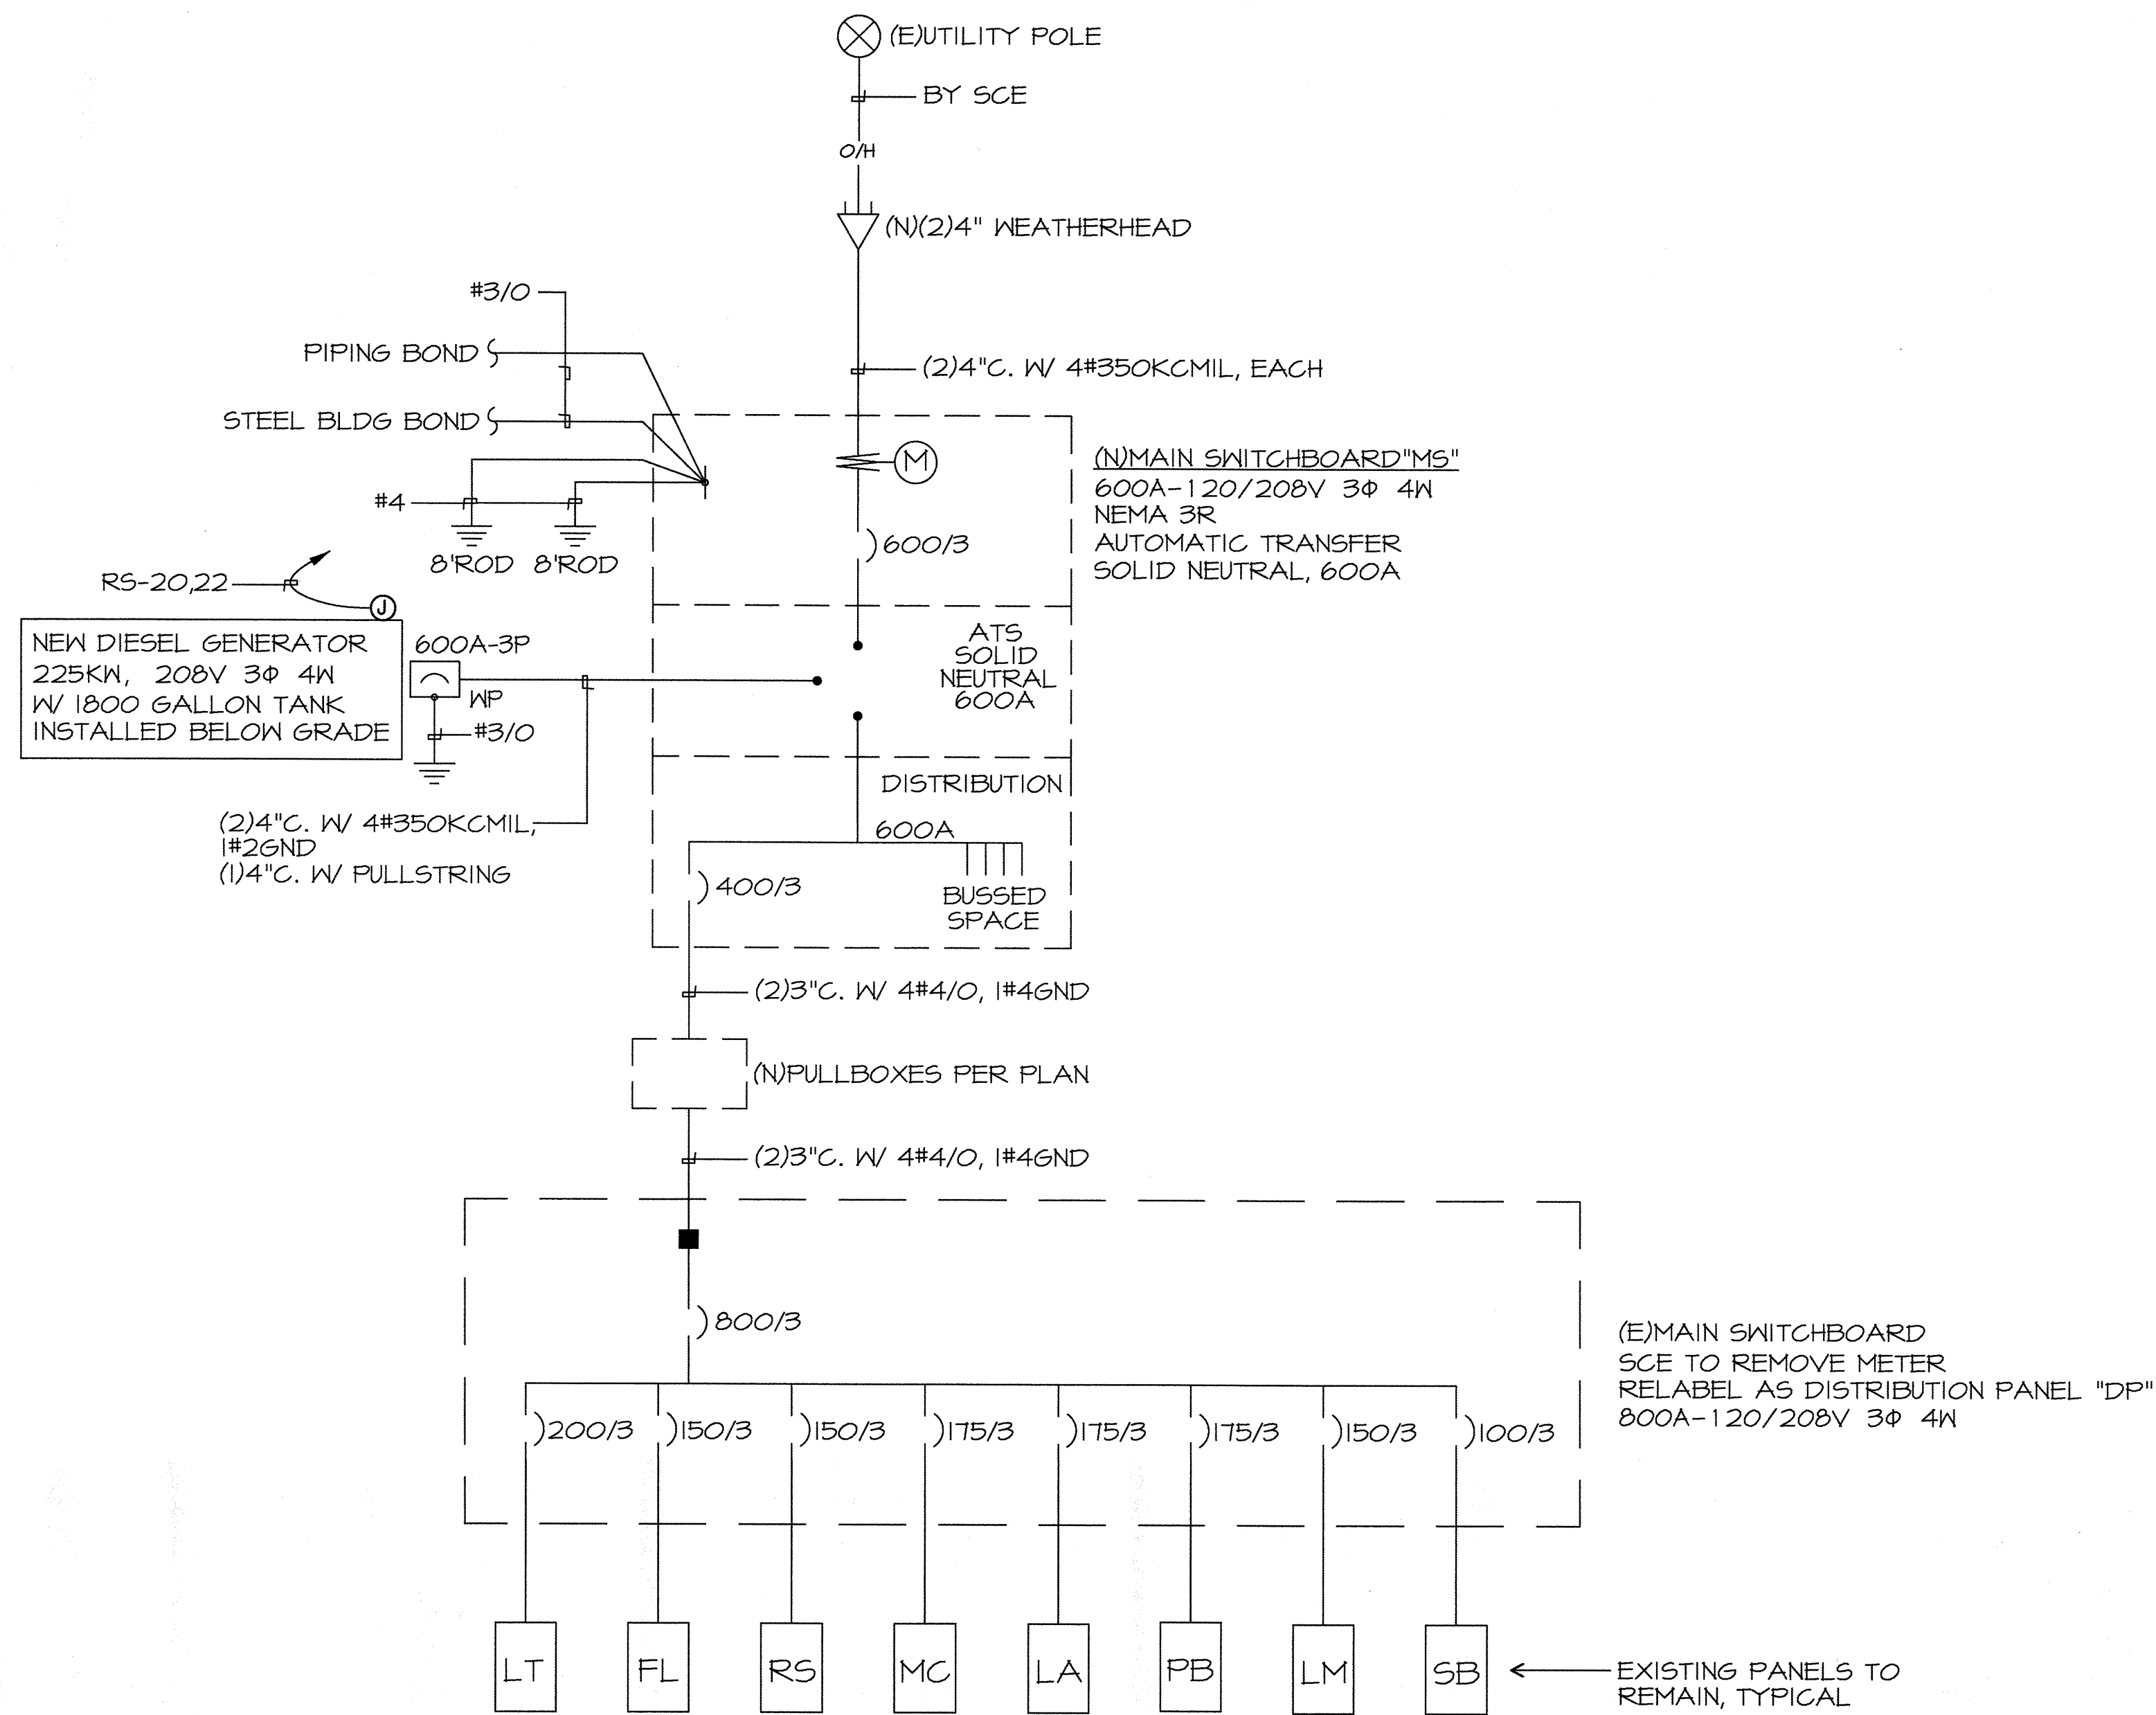 (E)UTILITY POLE
BY SCE
O/H
(N)(2)4" WEATHERHEAD
#3/0
PIPING BOND
(2)4"C. W/ 4#350KCMIL, EACH
STEEL BLDG BOND
M
(N)MAIN SWITCHBOARD"MS"
600A-120/208V 3Φ 4W
NEMA 3R
AUTOMATIC TRANSFER
SOLID NEUTRAL, 600A
#4
8'ROD 8'ROD
600/3
RS-20,22
J
NEW DIESEL GENERATOR
225KW, 208V 3Φ 4W
W/ 1800 GALLON TANK
INSTALLED BELOW GRADE
600A-3P
WP
#3/0
ATS
SOLID
NEUTRAL
600A
DISTRIBUTION
(2)4"C. W/ 4#350KCMIL,
1#2GND
(1)4"C. W/ PULLSTRING
600A
400/3
BUSSED
SPACE
(2)3"C. W/ 4#4/0, 1#4GND
(N)PULLBOXES PER PLAN
(2)3"C. W/ 4#4/0, 1#4GND
800/3
(E)MAIN SWITCHBOARD
SCE TO REMOVE METER
RELABEL AS DISTRIBUTION PANEL "DP"
800A-120/208V 3Φ 4W
200/3 150/3 150/3 175/3 175/3 175/3 150/3 100/3
LT FL RS MC LA PB LM SB
EXISTING PANELS TO
REMAIN, TYPICAL